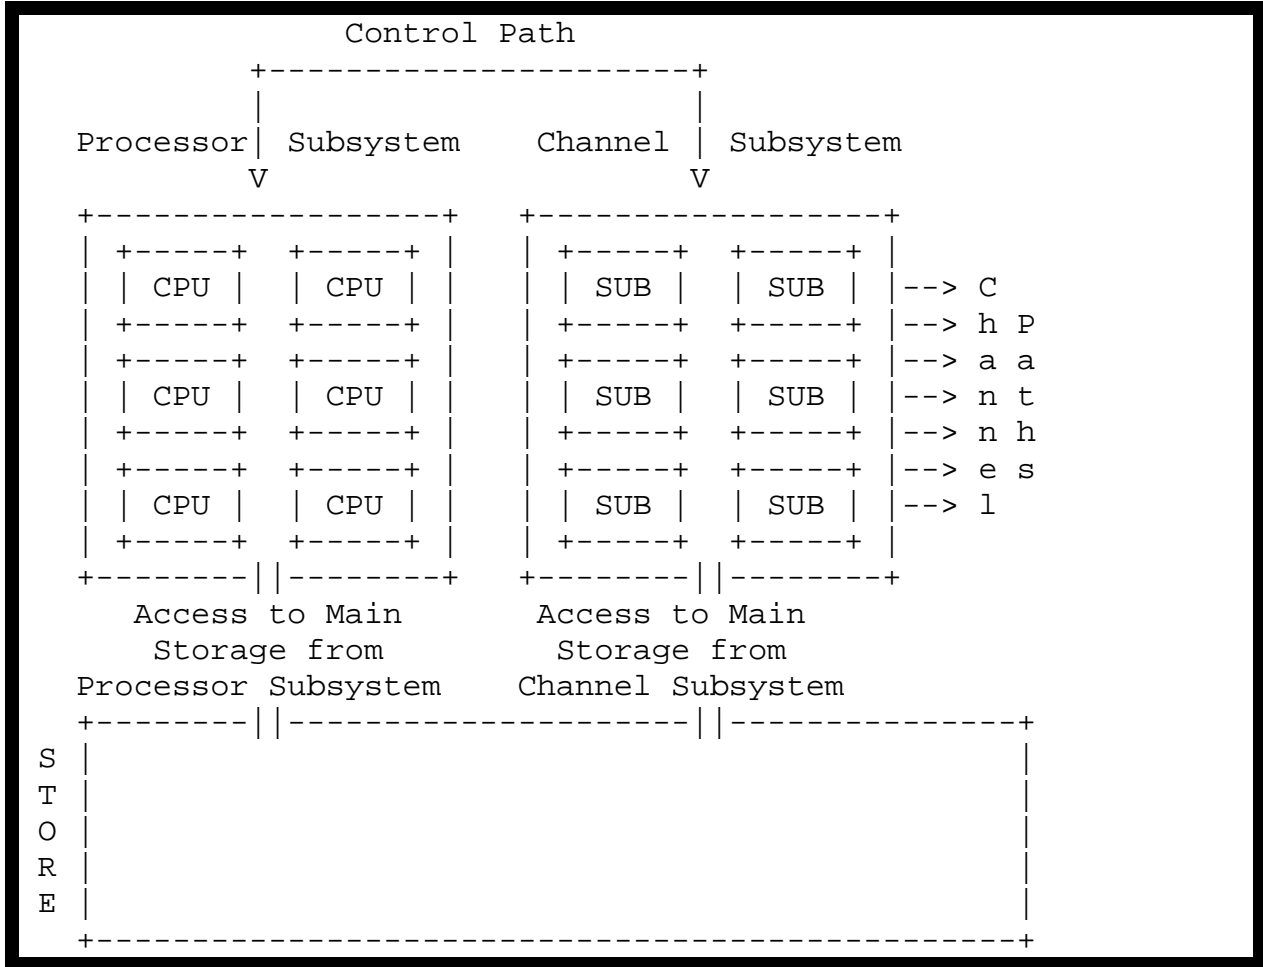 Control Path
           +----------------------+
           |                      |
  Processor| Subsystem    Channel | Subsystem
           V                      V
  +------------------+   +------------------+
  | +-----+  +-----+ |   | +-----+  +-----+ |
  | | CPU |  | CPU | |   | | SUB |  | SUB | |--> C
  | +-----+  +-----+ |   | +-----+  +-----+ |--> h P
  | +-----+  +-----+ |   | +-----+  +-----+ |--> a a
  | | CPU |  | CPU | |   | | SUB |  | SUB | |--> n t
  | +-----+  +-----+ |   | +-----+  +-----+ |--> n h
  | +-----+  +-----+ |   | +-----+  +-----+ |--> e s
  | | CPU |  | CPU | |   | | SUB |  | SUB | |--> l
  | +-----+  +-----+ |   | +-----+  +-----+ |
  +--------||--------+   +--------||--------+
     Access to Main       Access to Main
      Storage from         Storage from
  Processor Subsystem    Channel Subsystem
  +--------||---------------------||---------------+
S |                                                |
T |                                                |
O |                                                |
R |                                                |
E |                                                |
  +------------------------------------------------+